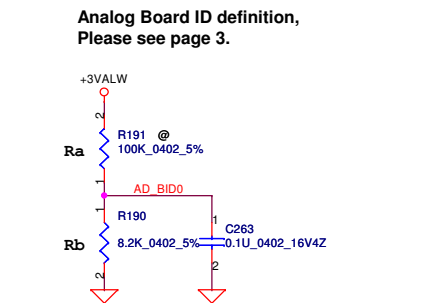 Analog Board ID definition,
Please see page 3.
+3VALW
2
R191 @
Ra
100K_0402_5%
1
AD_BID0
1
R190
1
C263
Rb
8.2K_0402_5%
0.1U_0402_16V4Z
2
2